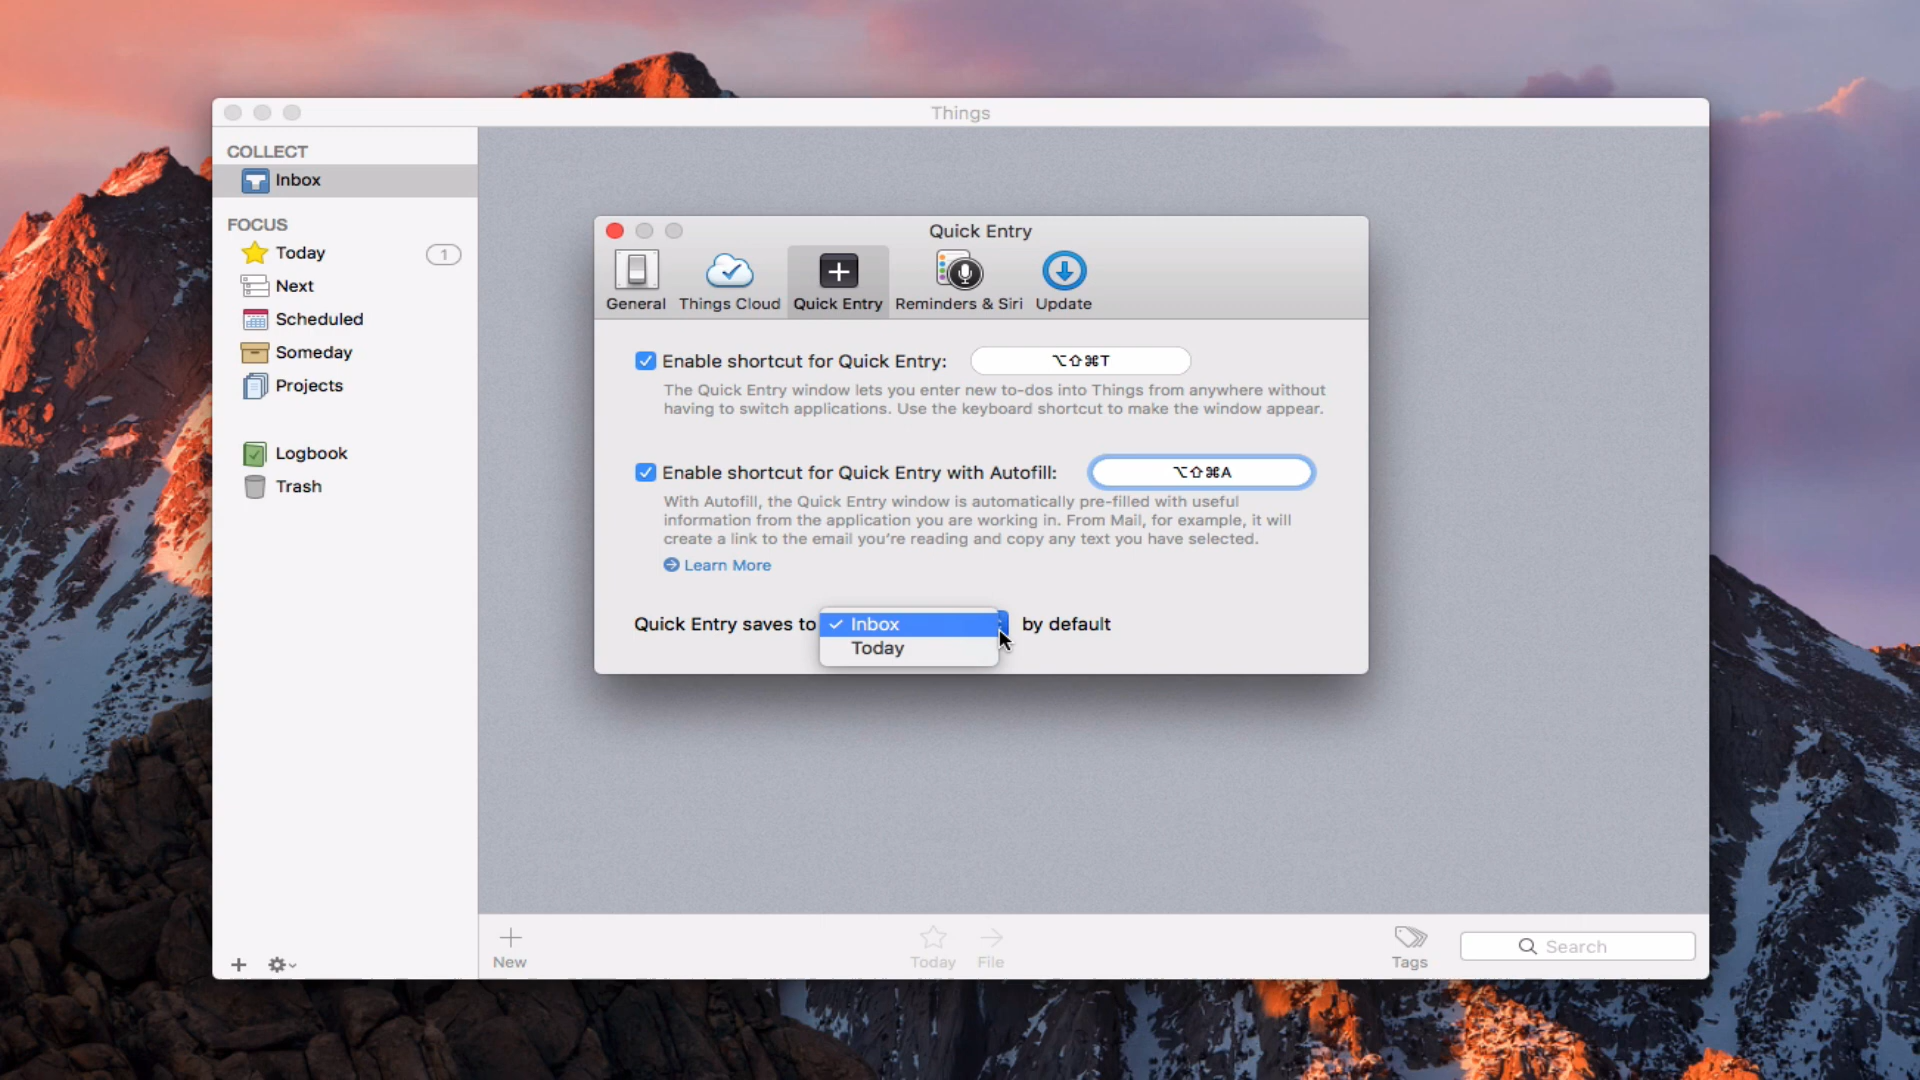 Things
COLLECT
Inbox
FOCUS
Today
1
Next
Scheduled
Someday
Projects
Logbook
Trash
Quick Entry
General
Things Cloud
Quick Entry
Reminders & Siri
Update
Enable shortcut for Quick Entry: ⌥⇧⌘T
The Quick Entry window lets you enter new to-dos into Things from anywhere without
having to switch applications. Use the keyboard shortcut to make the window appear.
Enable shortcut for Quick Entry with Autofill: ⌥⇧⌘A
With Autofill, the Quick Entry window is automatically pre-filled with useful
information from the application you are working in. From Mail, for example, it will
create a link to the email you're reading and copy any text you have selected.
Learn More
Quick Entry saves to ✓ Inbox by default
Today
New
Today
File
Tags
Search